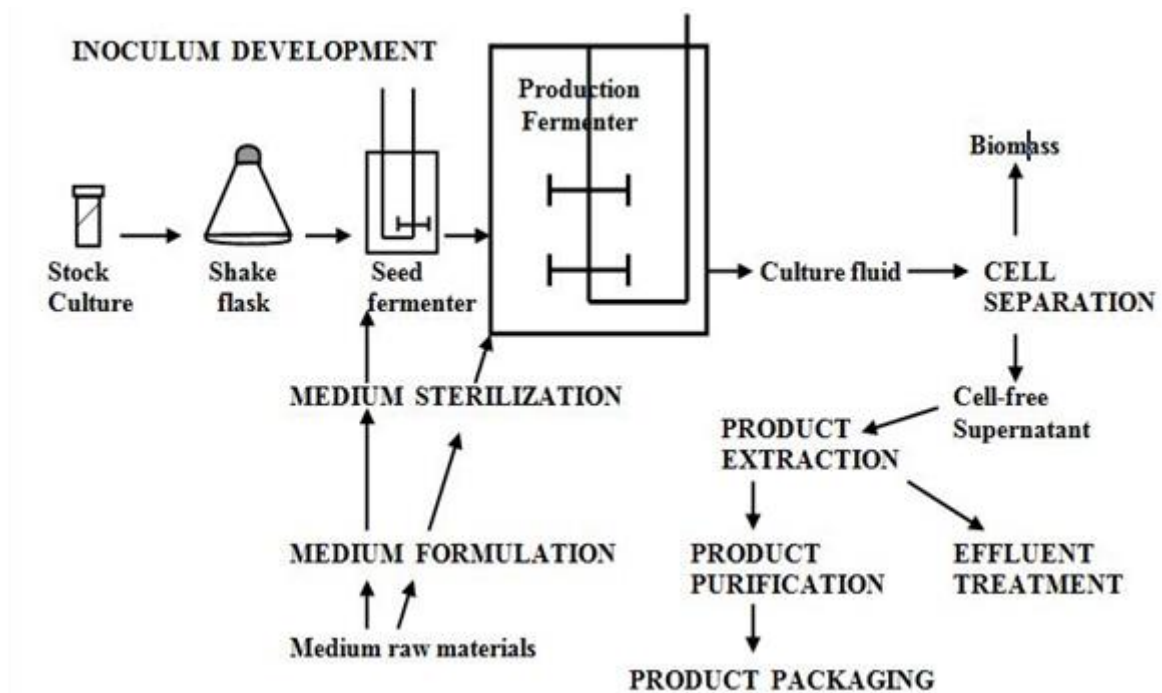 INOCULUM DEVELOPMENT
Production
Fermenter
Stock
Culture
Shake
flask
Seed
fermenter
Culture fluid
Biomass
CELL
SEPARATION
MEDIUM STERILIZATION
Cell-free
Supernatant
PRODUCT
EXTRACTION
MEDIUM FORMULATION
PRODUCT
PURIFICATION
EFFLUENT
TREATMENT
Medium raw materials
PRODUCT PACKAGING